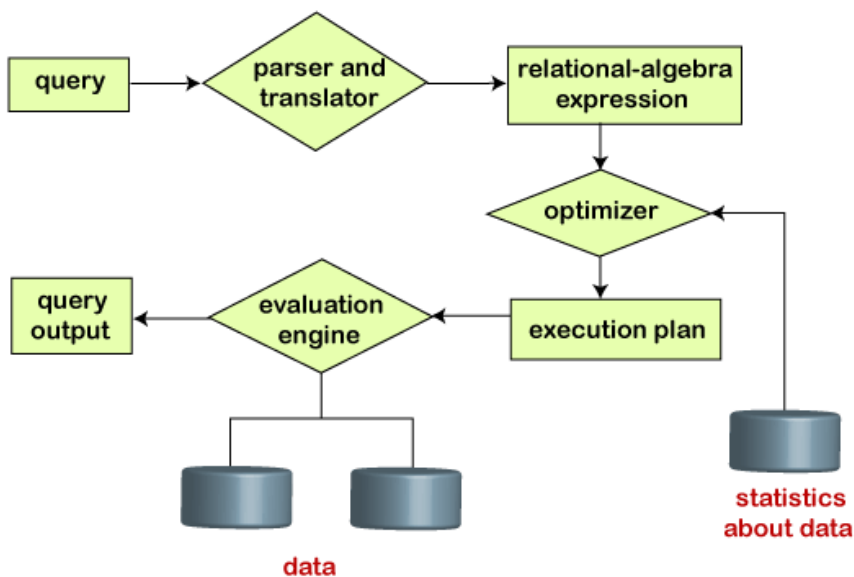 query
parser and
translator
relational-algebra
expression
optimizer
query
output
evaluation
engine
execution plan
statistics
about data
data